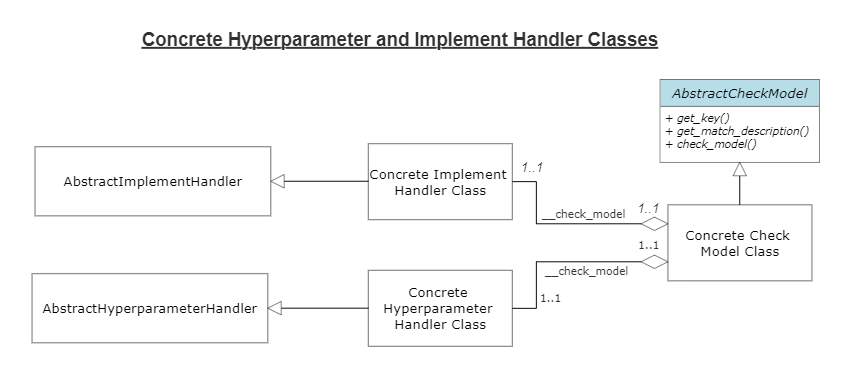 Concrete Hyperparameter and Implement Handler Classes
AbstractCheckModel
+ get_key()
+ get_match_description()
+ check_model()
AbstractImplementHandler
Concrete Implement
Handler Class
1..1
__check_model
1..1
Concrete Check
Model Class
1..1
__check_model
1..1
AbstractHyperparameterHandler
Concrete
Hyperparameter
Handler Class